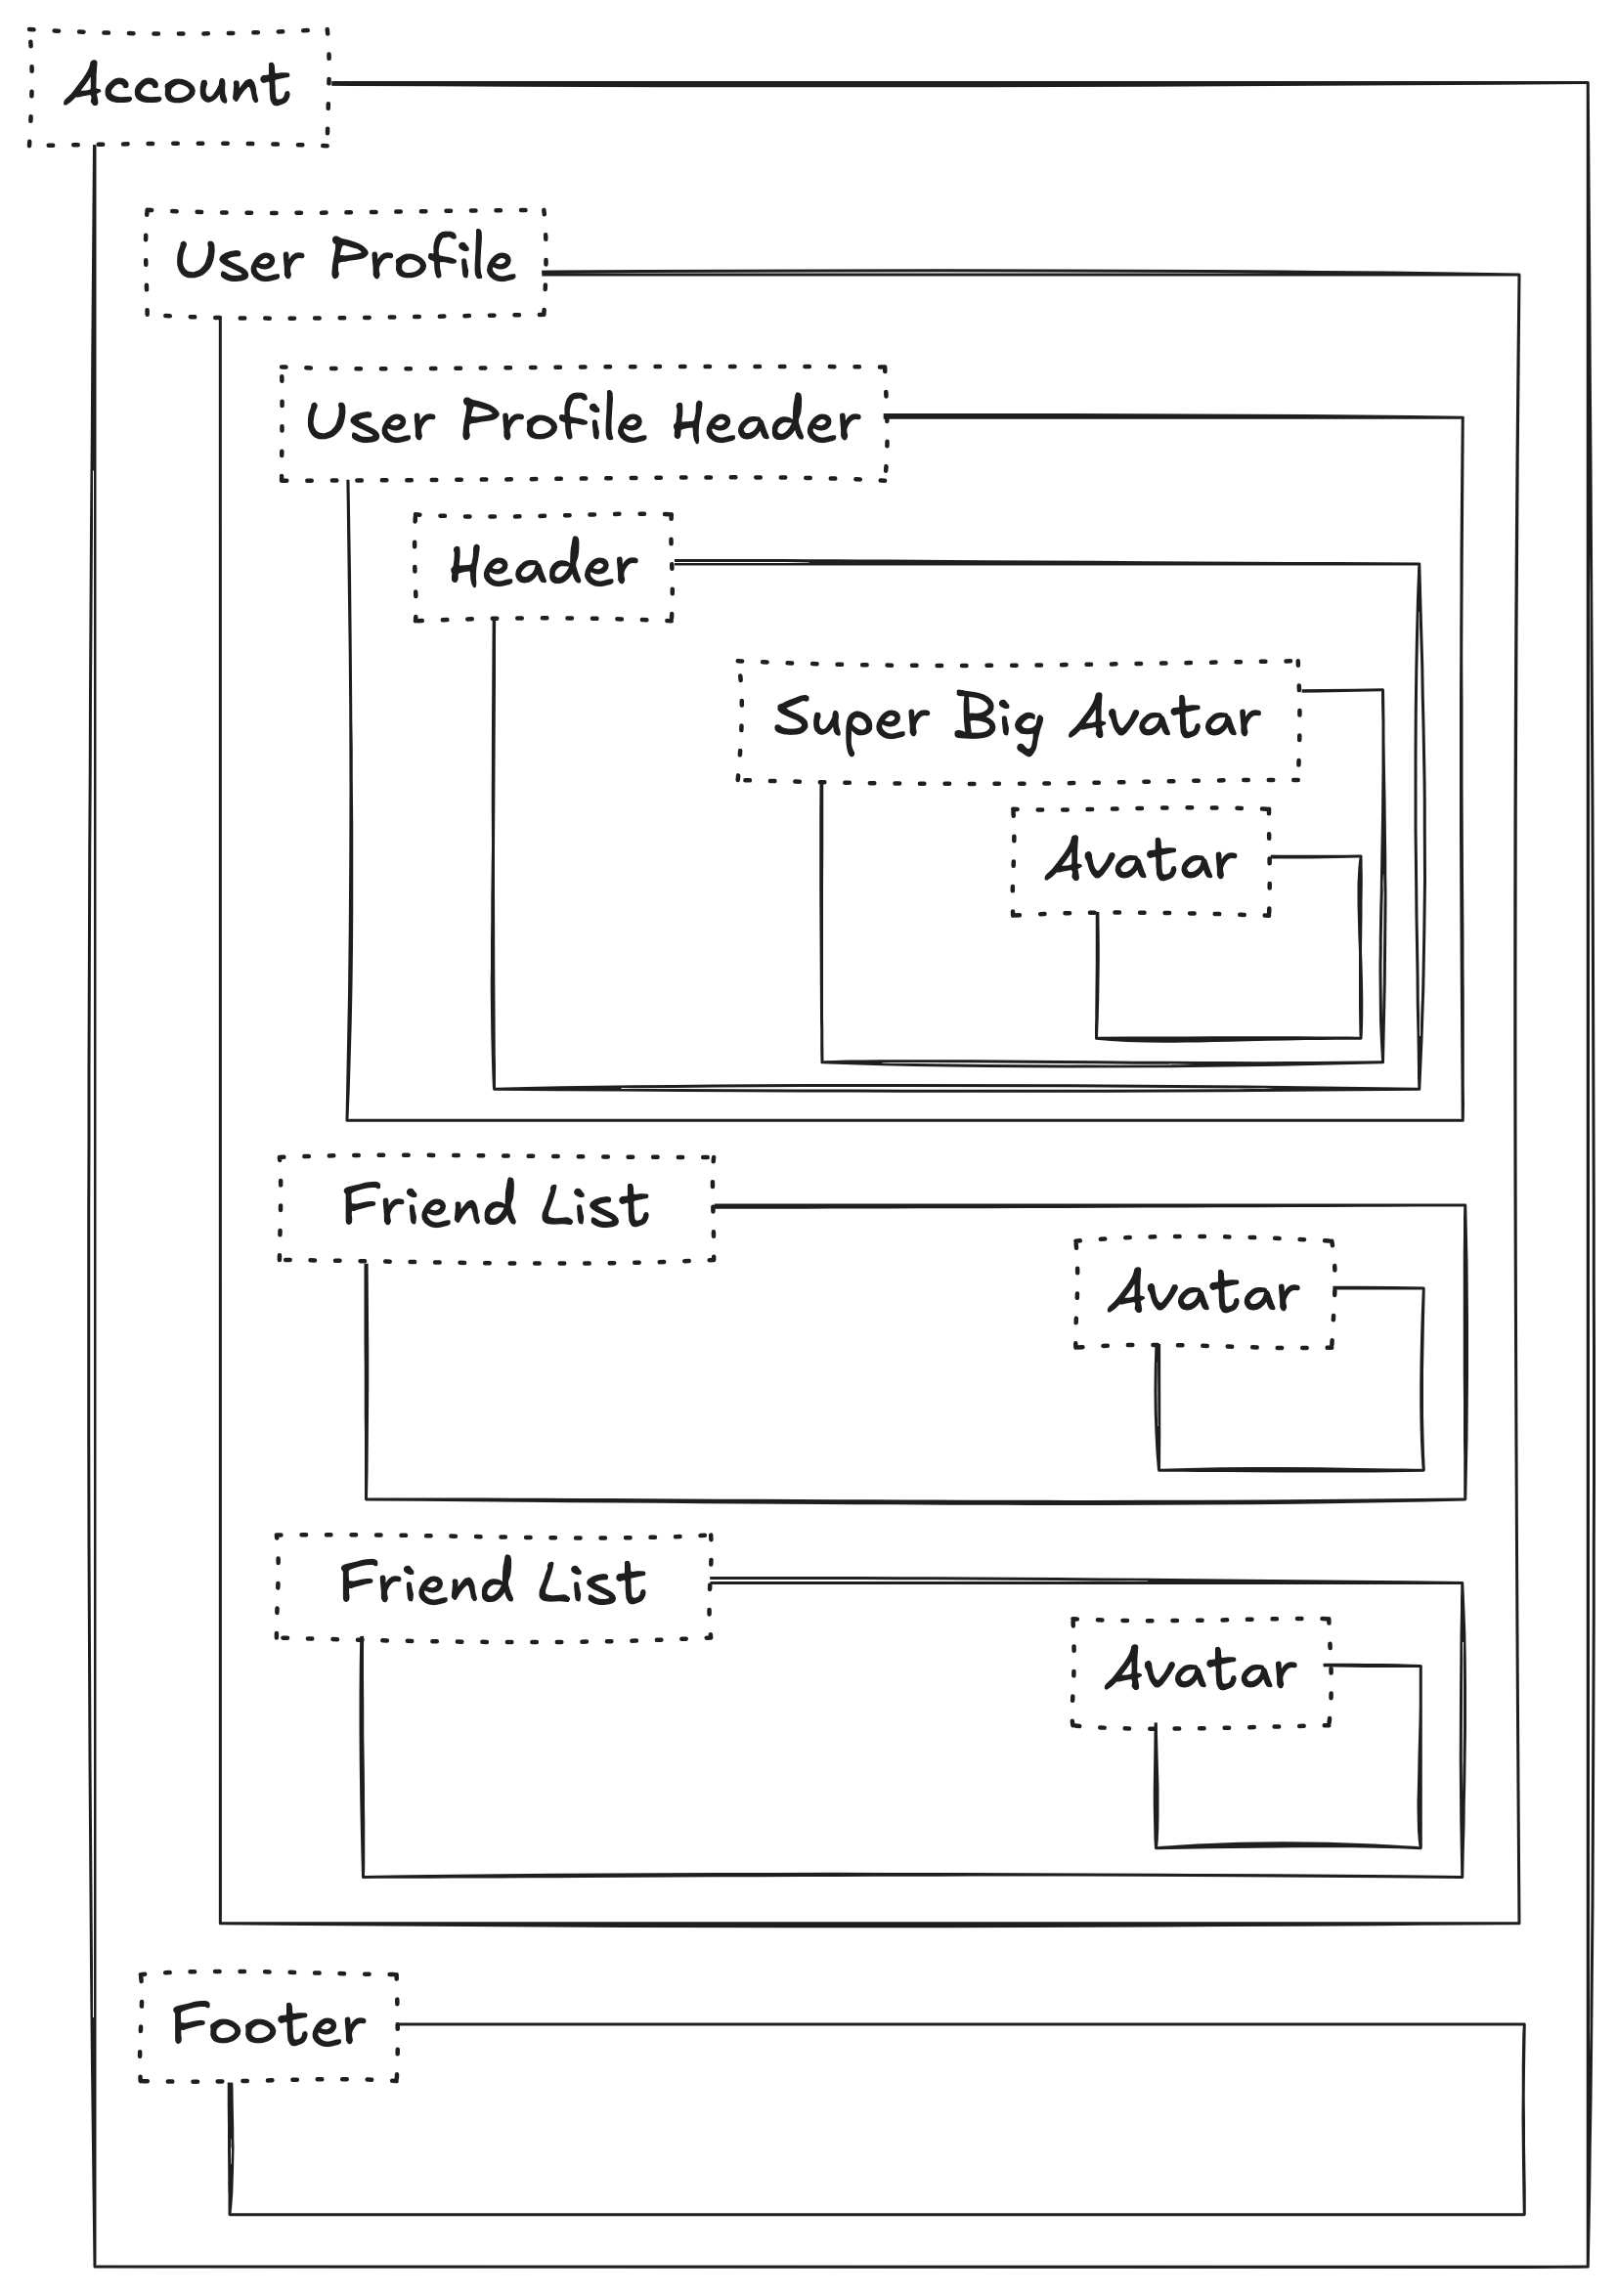 Account
User Profile
User Profile Header
Header
Super Big Avatar
Avatar
Friend List
Avatar
Friend List
Avatar
Footer